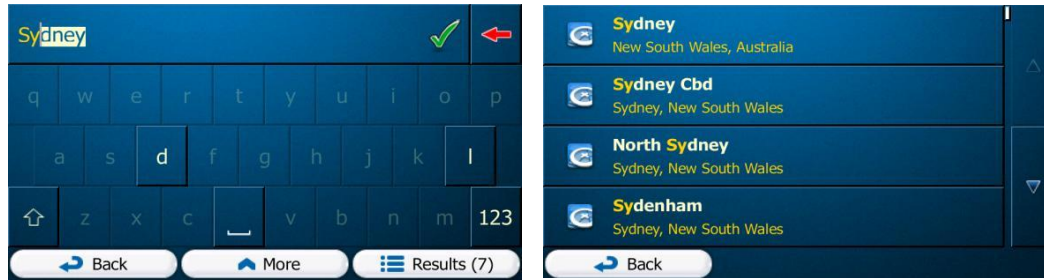 Sydney
q w e r t y u i o p
a s d f g h j k l
z x c v b n m 123
Back More Results (7)
Sydney
New South Wales, Australia
Sydney Cbd
Sydney, New South Wales
North Sydney
Sydney, New South Wales
Sydenham
Sydney, New South Wales
Back